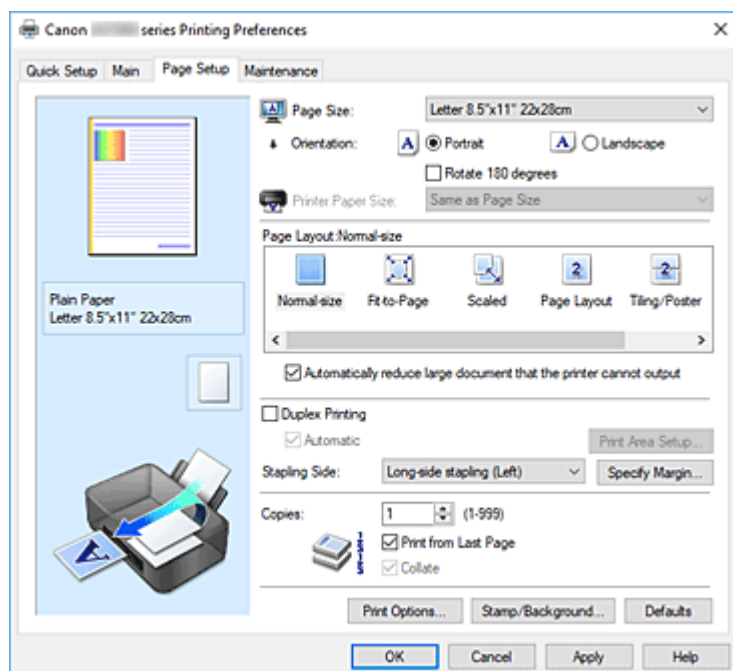 Canon series Printing Preferences
Quick Setup Main Page Setup Maintenance
Page Size: Letter 8.5"x11" 22x28cm
Orientation: A Portrait A Landscape
Rotate 180 degrees
Printer Paper Size: Same as Page Size
Page Layout:Normal-size
2 2
Normal-size Fit-to-Page Scaled Page Layout Tiling/Poster
Plain Paper
Letter 8.5"x11" 22x28cm
Automatically reduce large document that the printer cannot output
Duplex Printing
Automatic Print Area Setup...
Stapling Side: Long-side stapling (Left) Specify Margin...
Copies: 1 (1-999)
Print from Last Page
Collate
A
Print Options... Stamp/Background... Defaults
OK Cancel Apply Help